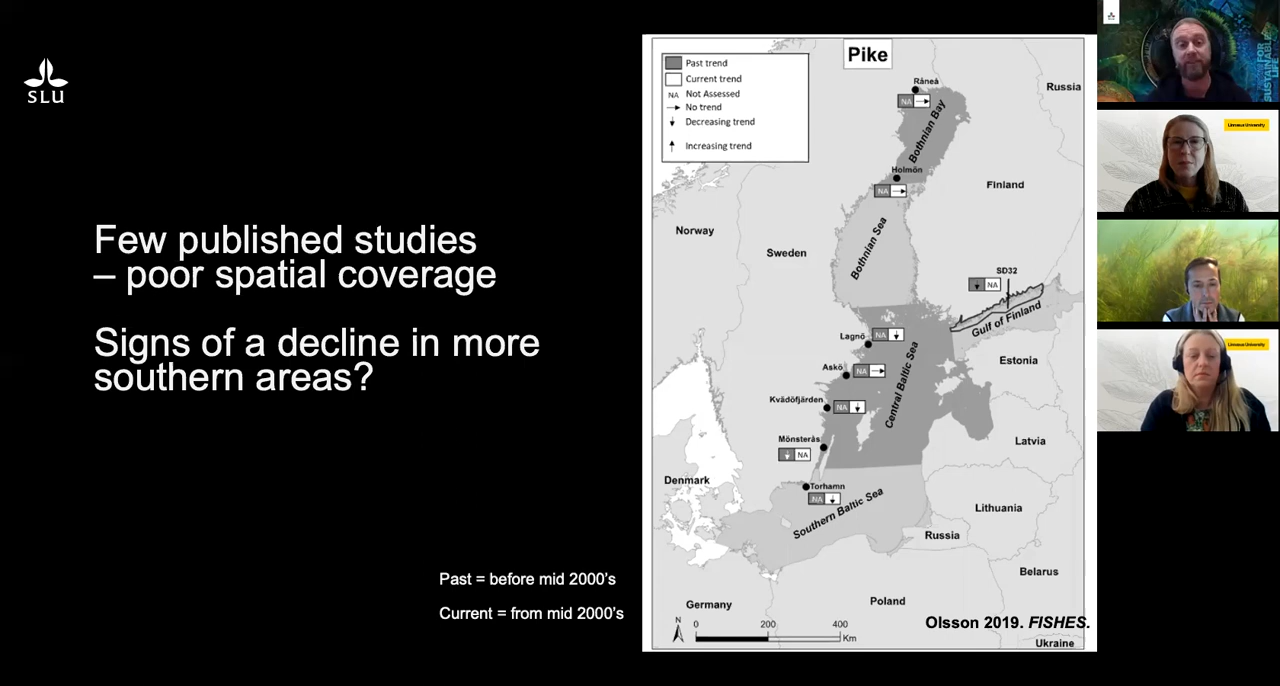 SLU
Few published studies
– poor spatial coverage
Signs of a decline in more
southern areas?
Past = before mid 2000's
Current = from mid 2000's
Pike
Past trend
Current trend
NA Not Assessed
No trend
Decreasing trend
Increasing trend
Råneå
NA
Russia
Bothnian Bay
Holmön
NA
Finland
Norway
Sweden
Bothnian Sea
SD32
NA
Gulf of Finland
Lagnö NA
Askö NA
Estonia
Central Baltic Sea
Kvädöfjärden NA
Mönsterås
NA
Latvia
Denmark
Torhamn
NA
Southern Baltic Sea
Lithuania
Russia
Belarus
Germany
Poland
N
0 200 400
Km
Olsson 2019. FISHES.
Ukraine
FOR
SUSTAINABLE
LIFE
Linnaeus University
Linnaeus University